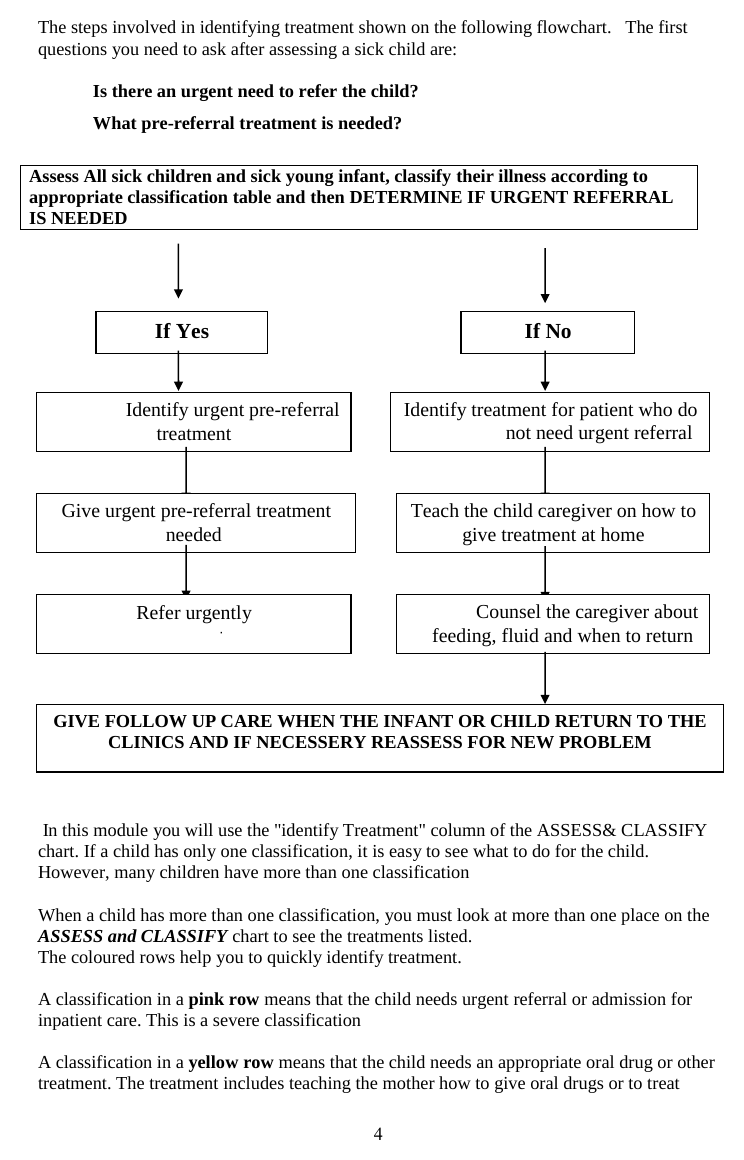 The steps involved in identifying treatment shown on the following flowchart.   The first
questions you need to ask after assessing a sick child are:
Is there an urgent need to refer the child?
What pre-referral treatment is needed?
Assess All sick children and sick young infant, classify their illness according to
appropriate classification table and then DETERMINE IF URGENT REFERRAL
IS NEEDED
If Yes
If No
Identify urgent pre-referral
treatment
Identify treatment for patient who do
not need urgent referral
Give urgent pre-referral treatment
needed
Teach the child caregiver on how to
give treatment at home
Refer urgently
.
Counsel the caregiver about
feeding, fluid and when to return
GIVE FOLLOW UP CARE WHEN THE INFANT OR CHILD RETURN TO THE
CLINICS AND IF NECESSERY REASSESS FOR NEW PROBLEM
In this module you will use the "identify Treatment" column of the ASSESS& CLASSIFY
chart. If a child has only one classification, it is easy to see what to do for the child.
However, many children have more than one classification
When a child has more than one classification, you must look at more than one place on the
ASSESS and CLASSIFY chart to see the treatments listed.
The coloured rows help you to quickly identify treatment.
A classification in a pink row means that the child needs urgent referral or admission for
inpatient care. This is a severe classification
A classification in a yellow row means that the child needs an appropriate oral drug or other
treatment. The treatment includes teaching the mother how to give oral drugs or to treat
4